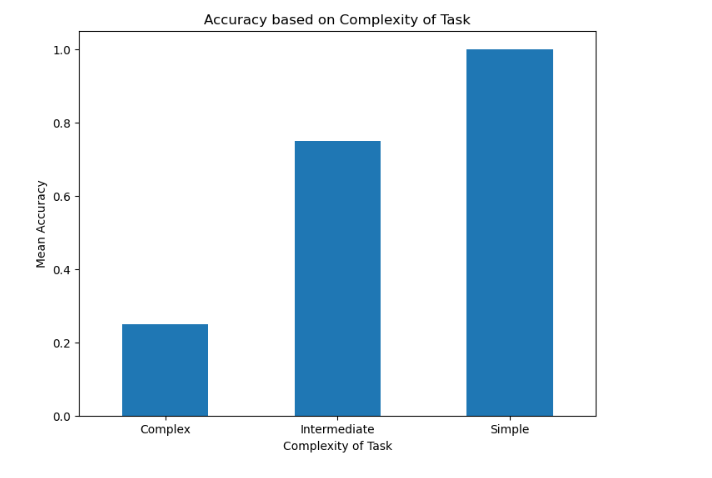 Accuracy based on Complexity of Task
1.0
0.8
0.6
0.4
0.2
0.0
Mean Accuracy
Complex Intermediate Simple
Complexity of Task